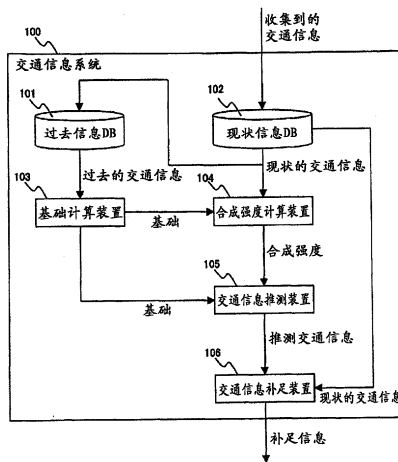 收集到的
交通信息
100
交通信息系统
101
过去信息DB
102
现状信息DB
过去的交通信息
现状的交通信息
103
基础计算装置
基础
104
合成强度计算装置
合成强度
105
交通信息推测装置
基础
推测交通信息
106
交通信息补足装置
现状的交通信息
补足信息